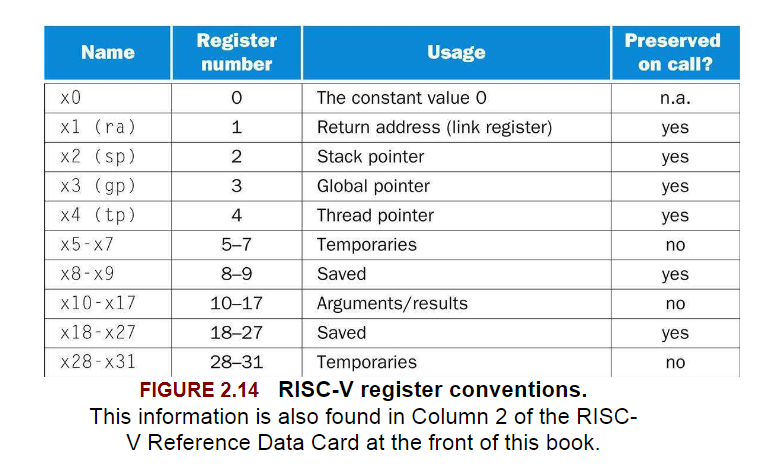 Name Register number Usage Preserved on call?
x0 0 The constant value 0 n.a.
x1 (ra) 1 Return address (link register) yes
x2 (sp) 2 Stack pointer yes
x3 (gp) 3 Global pointer yes
x4 (tp) 4 Thread pointer yes
x5-x7 5–7 Temporaries no
x8-x9 8–9 Saved yes
x10-x17 10–17 Arguments/results no
x18-x27 18–27 Saved yes
x28-x31 28–31 Temporaries no
FIGURE 2.14 RISC-V register conventions.
This information is also found in Column 2 of the RISC-
V Reference Data Card at the front of this book.